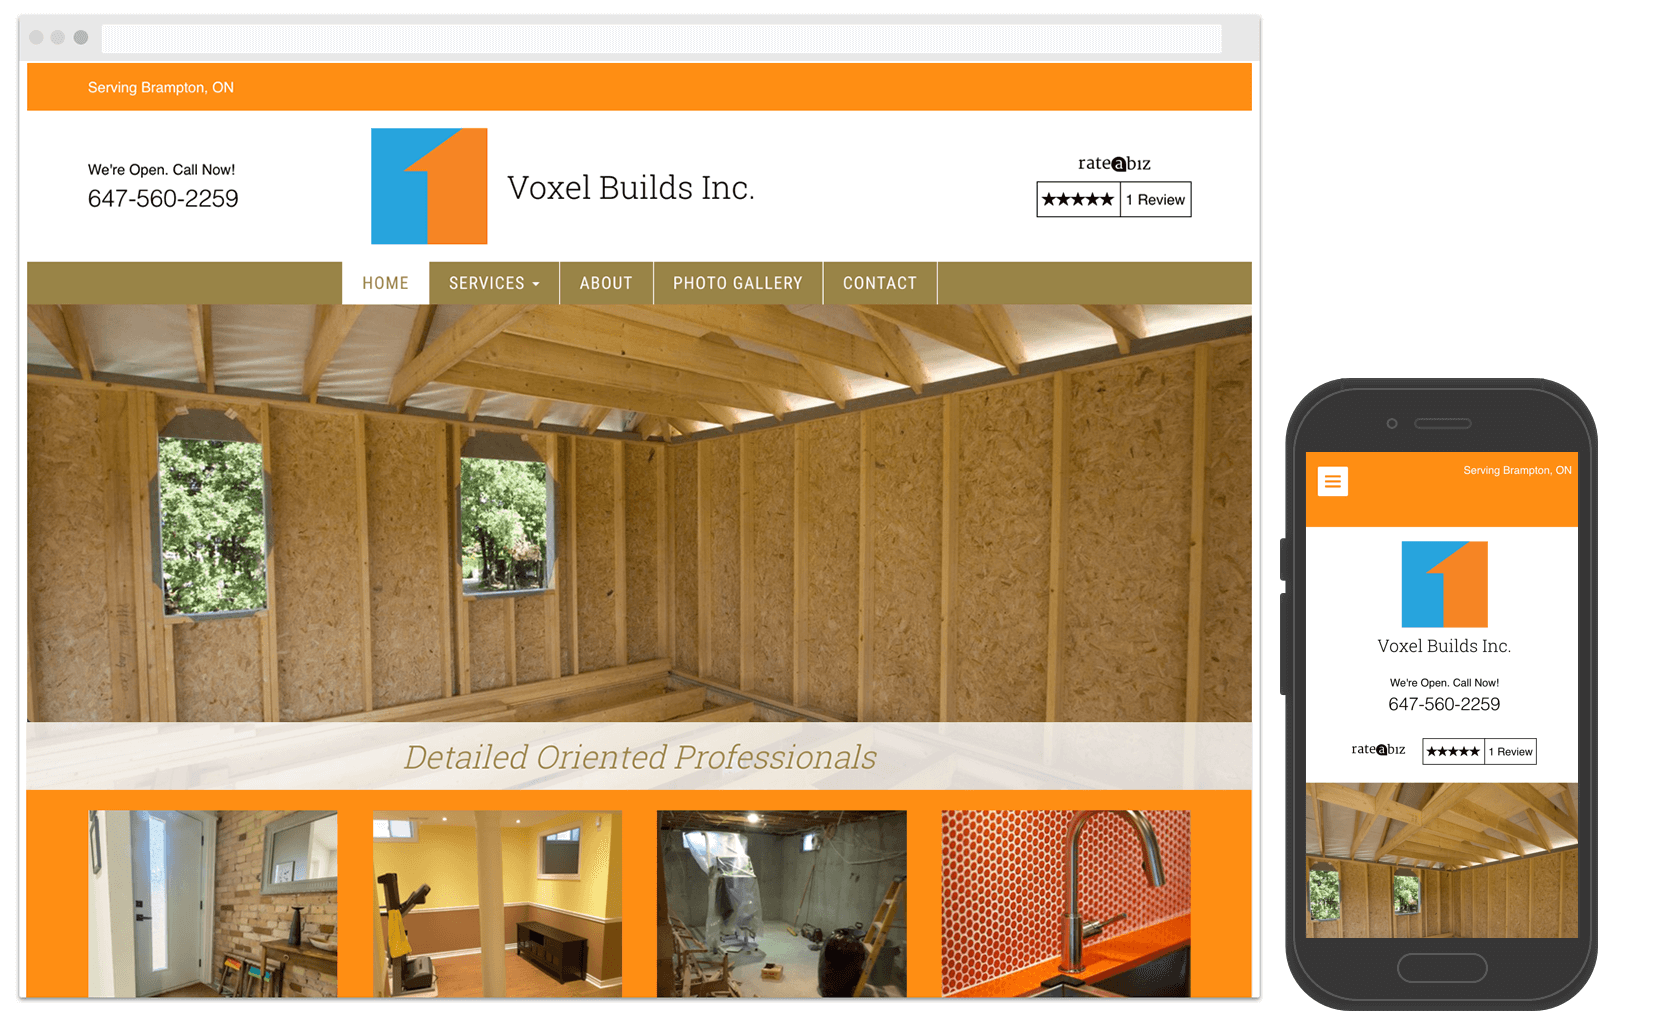 Serving Brampton, ON
We're Open. Call Now!
647-560-2259
Voxel Builds Inc.
rateabiz
★★★★★ 1 Review
HOME SERVICES ABOUT PHOTO GALLERY CONTACT
Detailed Oriented Professionals
Serving Brampton, ON
Voxel Builds Inc.
We're Open. Call Now!
647-560-2259
rateabiz ★★★★★ 1 Review